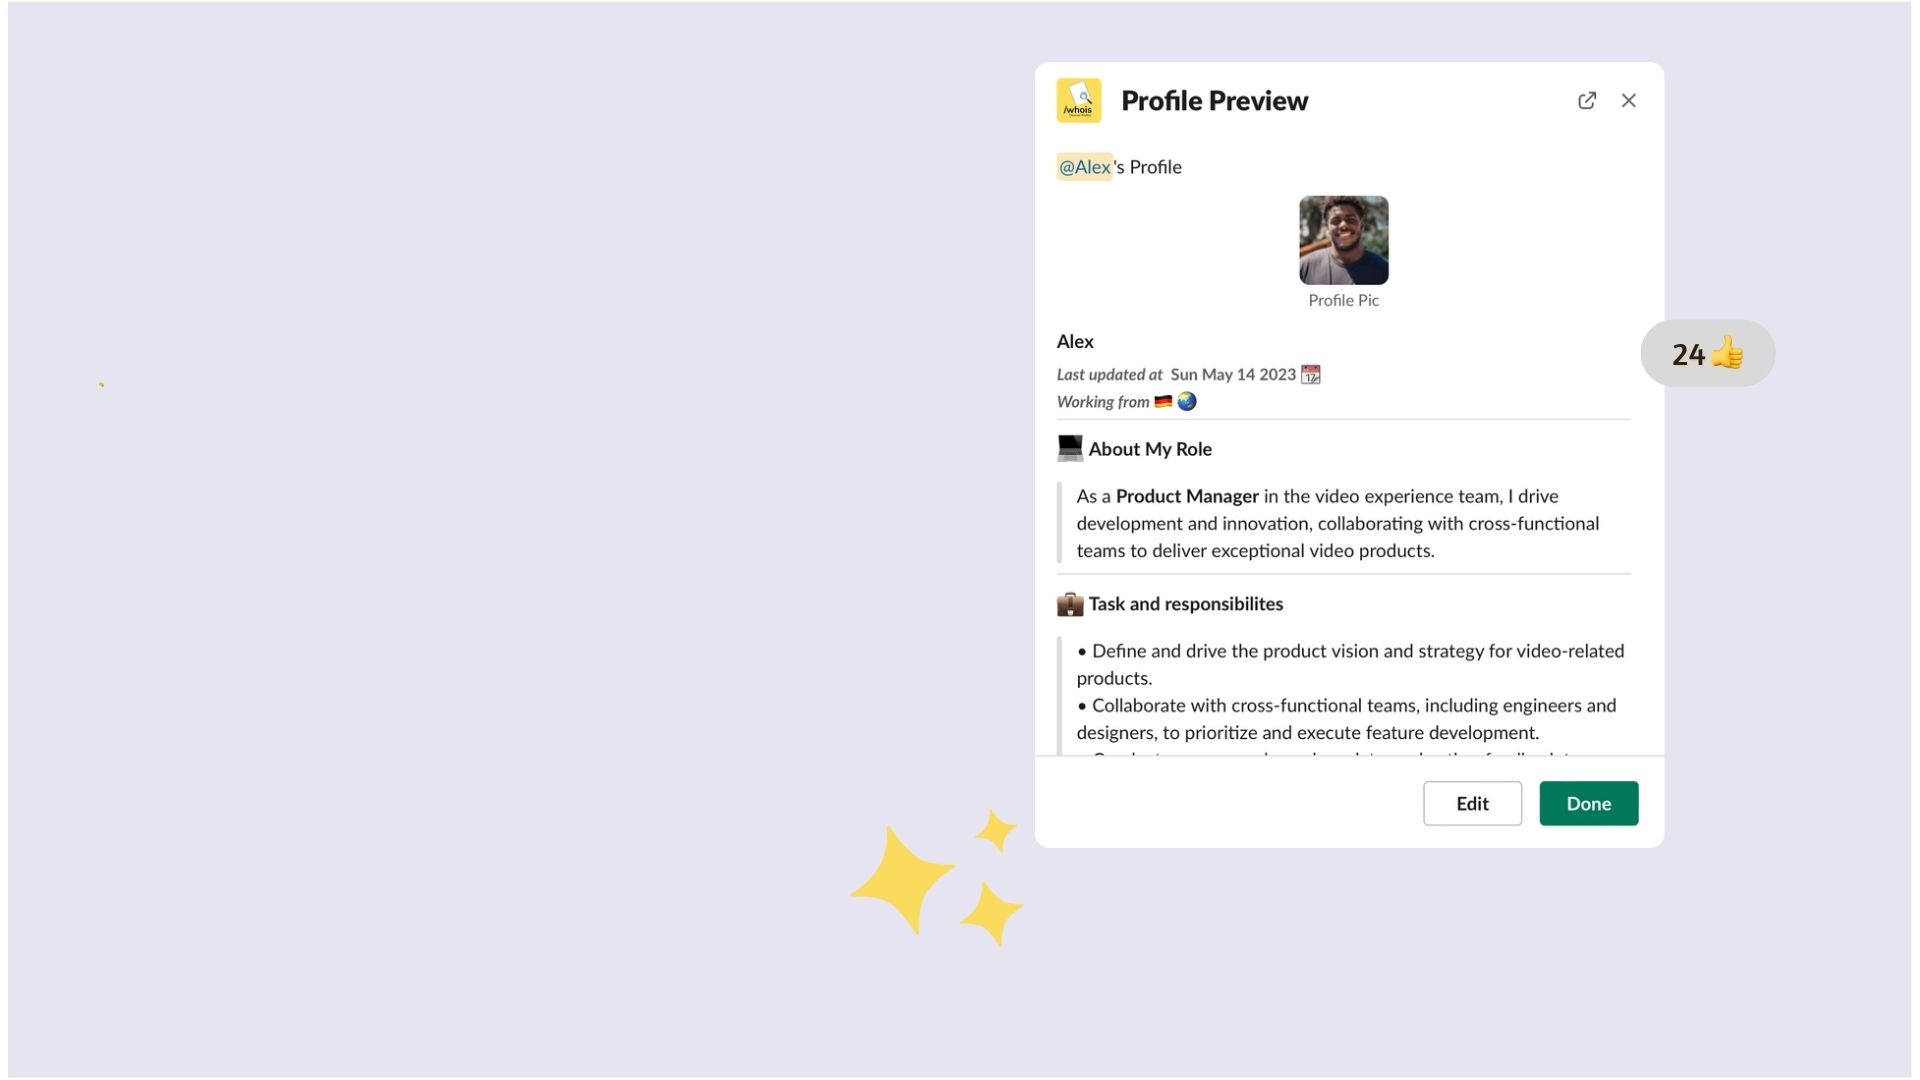 /whois
Profile Preview
@Alex's Profile
Profile Pic
Alex
Last updated at Sun May 14 2023
Working from
24
About My Role
As a Product Manager in the video experience team, I drive
development and innovation, collaborating with cross-functional
teams to deliver exceptional video products.
Task and responsibilites
• Define and drive the product vision and strategy for video-related
products.
• Collaborate with cross-functional teams, including engineers and
designers, to prioritize and execute feature development.
Edit
Done